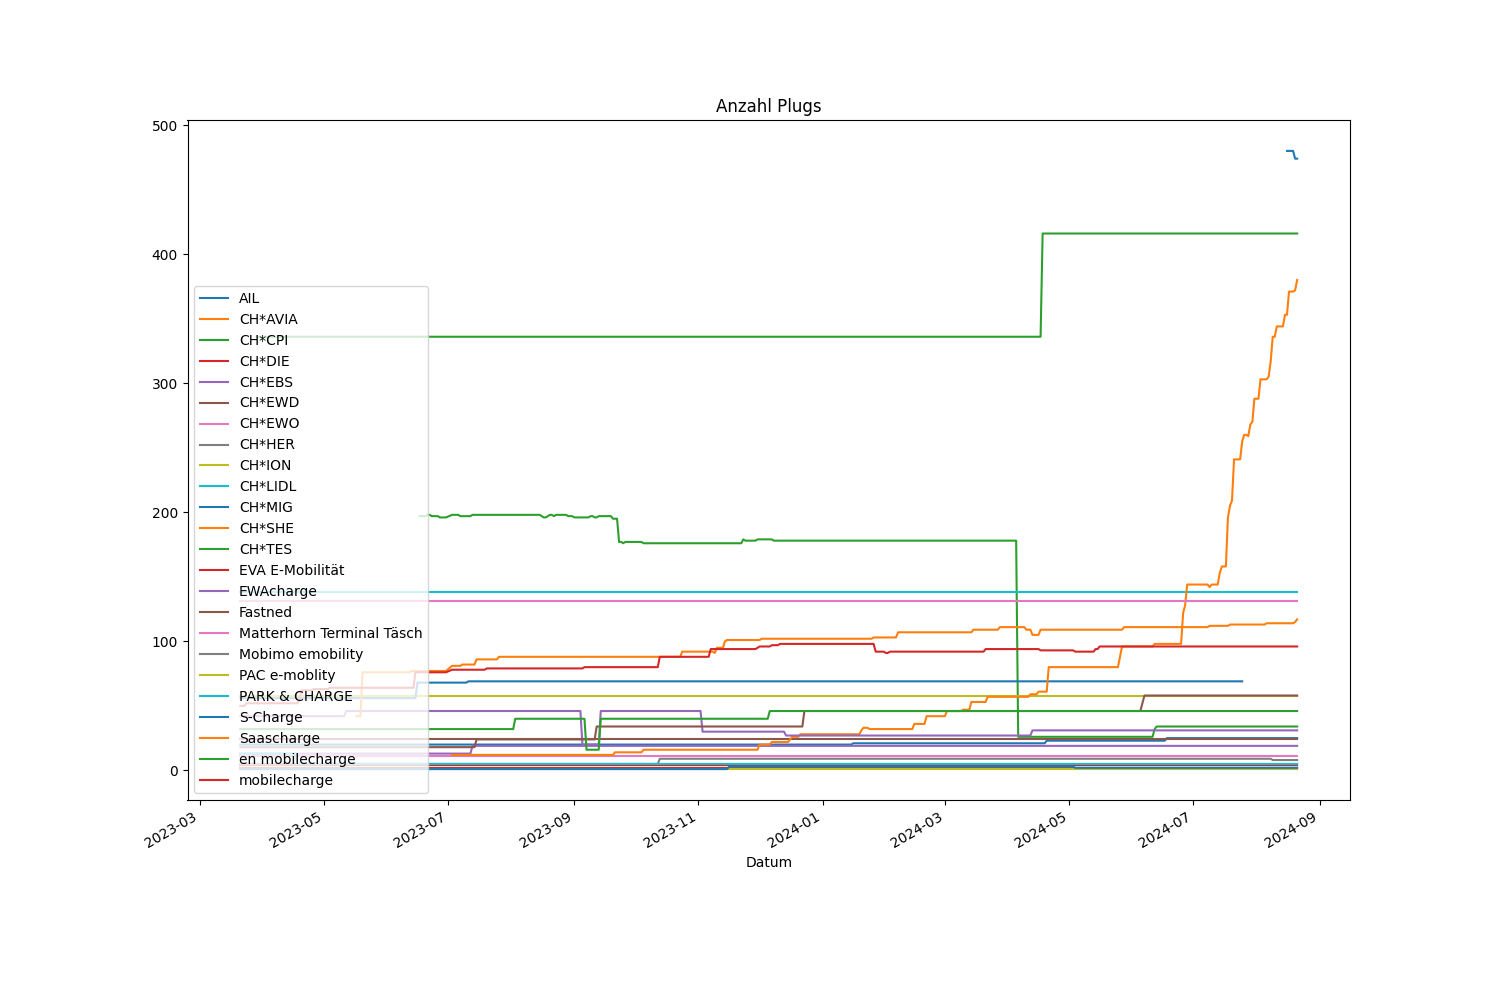 Anzahl Plugs
500
400
300
200
100
0
AIL
CH*AVIA
CH*CPI
CH*DIE
CH*EBS
CH*EWD
CH*EWO
CH*HER
CH*ION
CH*LIDL
CH*MIG
CH*SHE
CH*TES
EVA E-Mobilität
EWAcharge
Fastned
Matterhorn Terminal Täsch
Mobimo emobility
PAC e-moblity
PARK & CHARGE
S-Charge
Saascharge
en mobilecharge
mobilecharge
2023-03
2023-05
2023-07
2023-09
2023-11
2024-01
2024-03
2024-05
2024-07
2024-09
Datum